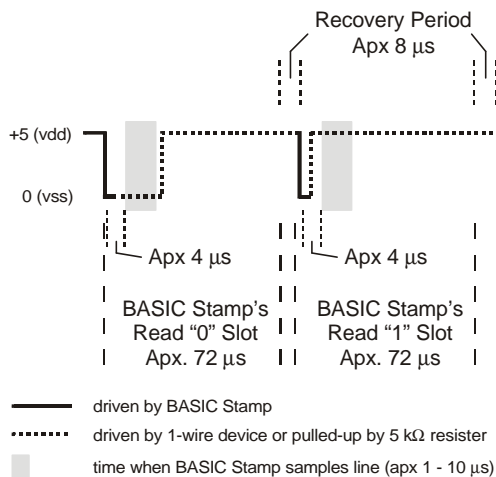 Recovery Period
Apx 8 μs
+5 (vdd)
0 (vss)
Apx 4 μs
Apx 4 μs
BASIC Stamp's
Read “0” Slot
Apx. 72 μs
BASIC Stamp's
Read “1” Slot
Apx. 72 μs
driven by BASIC Stamp
driven by 1-wire device or pulled-up by 5 kΩ resister
time when BASIC Stamp samples line (apx 1 - 10 μs)